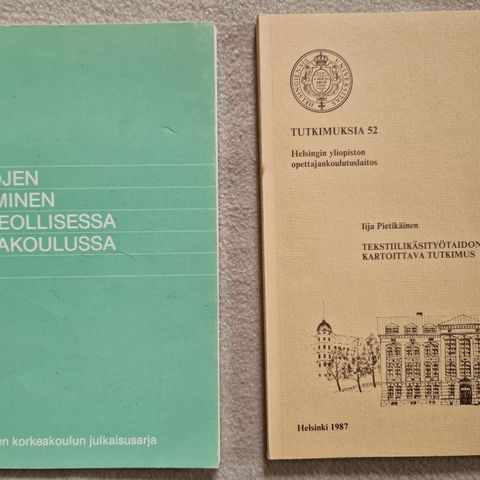 OJEN
MINEN
EOLLISESSA
AKOULUSSA
en korkeakoulun julkaisusarja
TUTKIMUKSIA 52
Helsingin yliopiston
opettajankoulutuslaitos
Iija Pietikäinen
TEKSTIILIKÄSITYÖTAIDON
KARTOITTAVA TUTKIMUS
Helsinki 1987